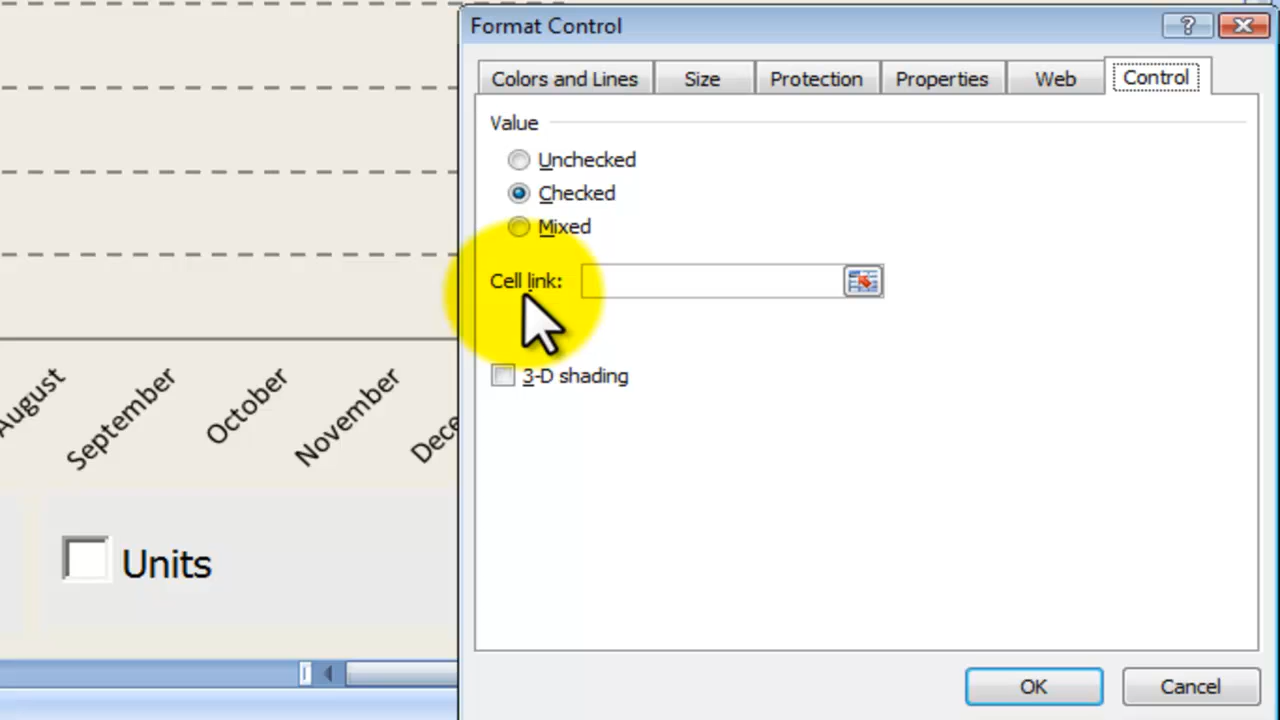 Format Control
?
Colors and Lines Size Protection Properties Web Control
Value
Unchecked
Checked
Mixed
Cell link:
3-D shading
August September October November
Units
OK Cancel